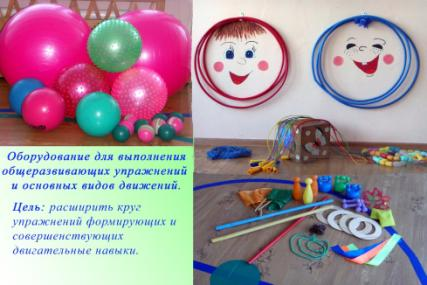 Оборудование для выполнения
общеразвивающих упражнений
и основных видов движений.
Цель: расширить круг
упражнений формирующих и
совершенствующих
двигательные навыки.